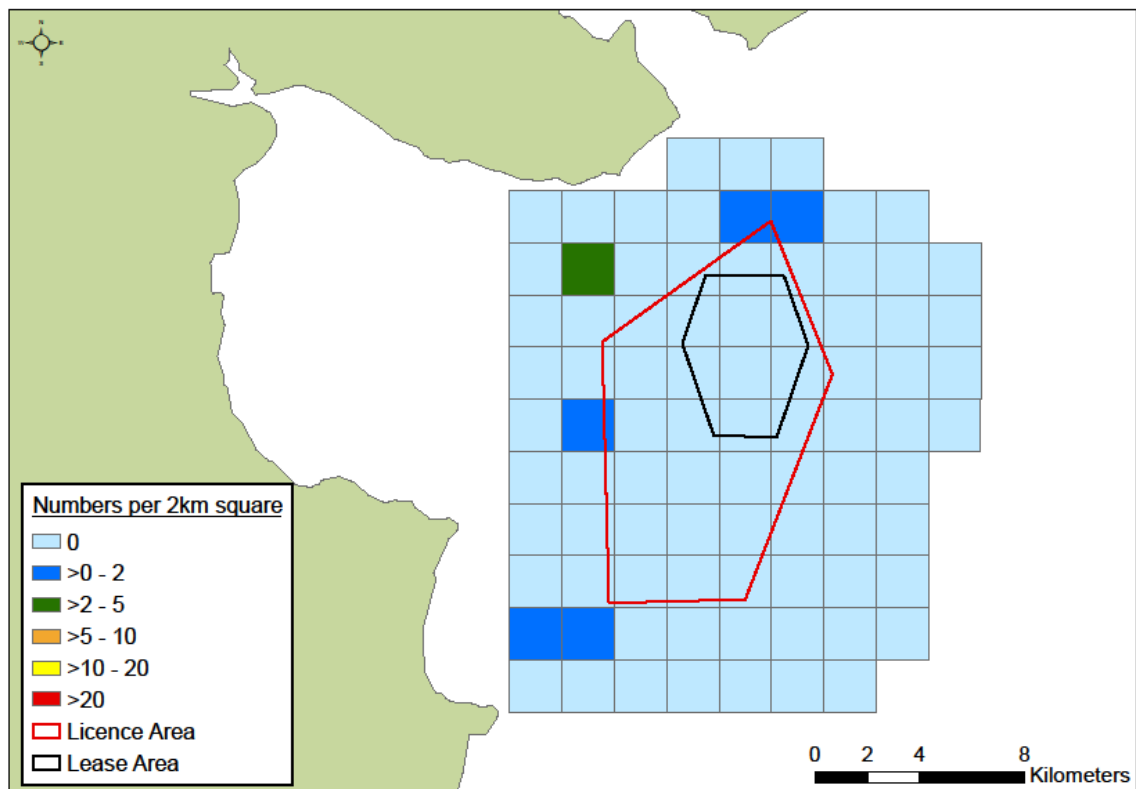 N
E
S
Numbers per 2km square
0
>0 - 2
>2 - 5
>5 - 10
>10 - 20
>20
Licence Area
Lease Area
0 2 4 8
Kilometers